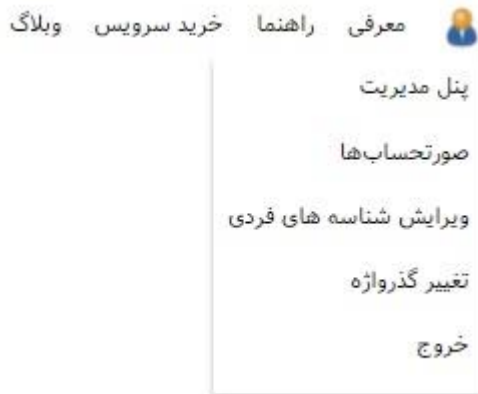 معرفی راهنما خرید سرویس وبلاگ
پنل مدیریت
صورتحساب‌ها
ویرایش شناسه های فردی
تغییر گذرواژه
خروج